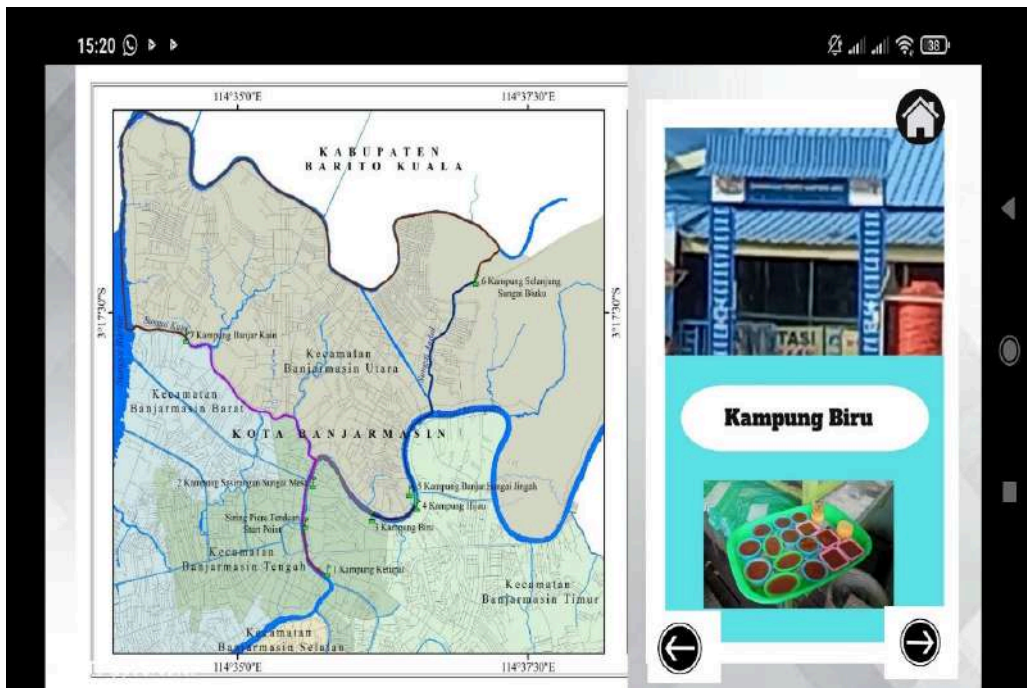 15:20
38
114°35'0"E
114°37'30"E
KABUPATEN
BARITO KUALA
3°17'30"S
3°17'30"S
6 Kampung Selanjung
Sungai Biuku
7 Kampung Banjar Kain
Kecamatan
Banjarmasin Utara
Kecamatan
Banjarmasin Barat
KOTA BANJARMASIN
2 Kampung Sasirangan Sungai Mesa
5 Kampung Banjar Sungai Jingah
4 Kampung Hijau
3 Kampung Biru
Siring Piere Tendean
Start Point
Kecamatan
Banjarmasin Tengah
1 Kampung Ketupat
Kecamatan
Banjarmasin Timur
Kecamatan
Banjarmasin Selatan
114°35'0"E
114°37'30"E
TASI
Kampung Biru